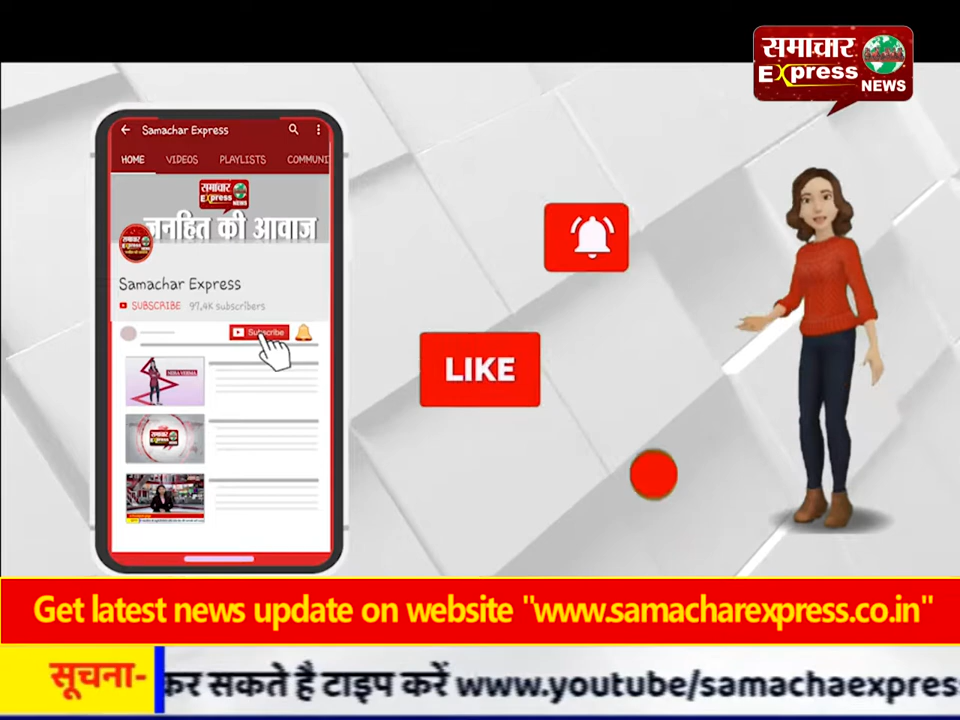 समाचार
Express
NEWS
Samachar Express
HOME VIDEOS PLAYLISTS COMMUNI
समाचार
Express
NEWS
जनहित की आवाज
Samachar Express
SUBSCRIBE 97.4K subscribers
Subscribe
LIKE
Get latest news update on website "www.samacharexpress.co.in"
सूचना- कर सकते है टाइप करें www.youtube/samachaexpres